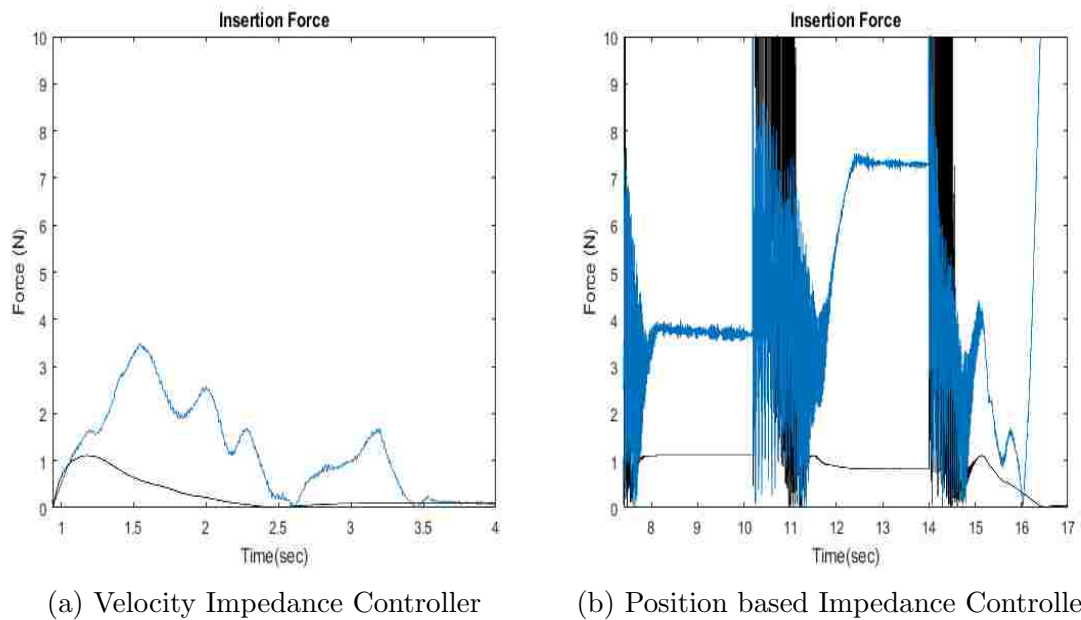 Insertion Force
10
9
8
7
6
5
4
3
2
1
0
Force (N)
1 1.5 2 2.5 3 3.5 4
Time(sec)
(a) Velocity Impedance Controller
Insertion Force
10
9
8
7
6
5
4
3
2
1
0
Force (N)
8 9 10 11 12 13 14 15 16 17
Time(sec)
(b) Position based Impedance Controlle